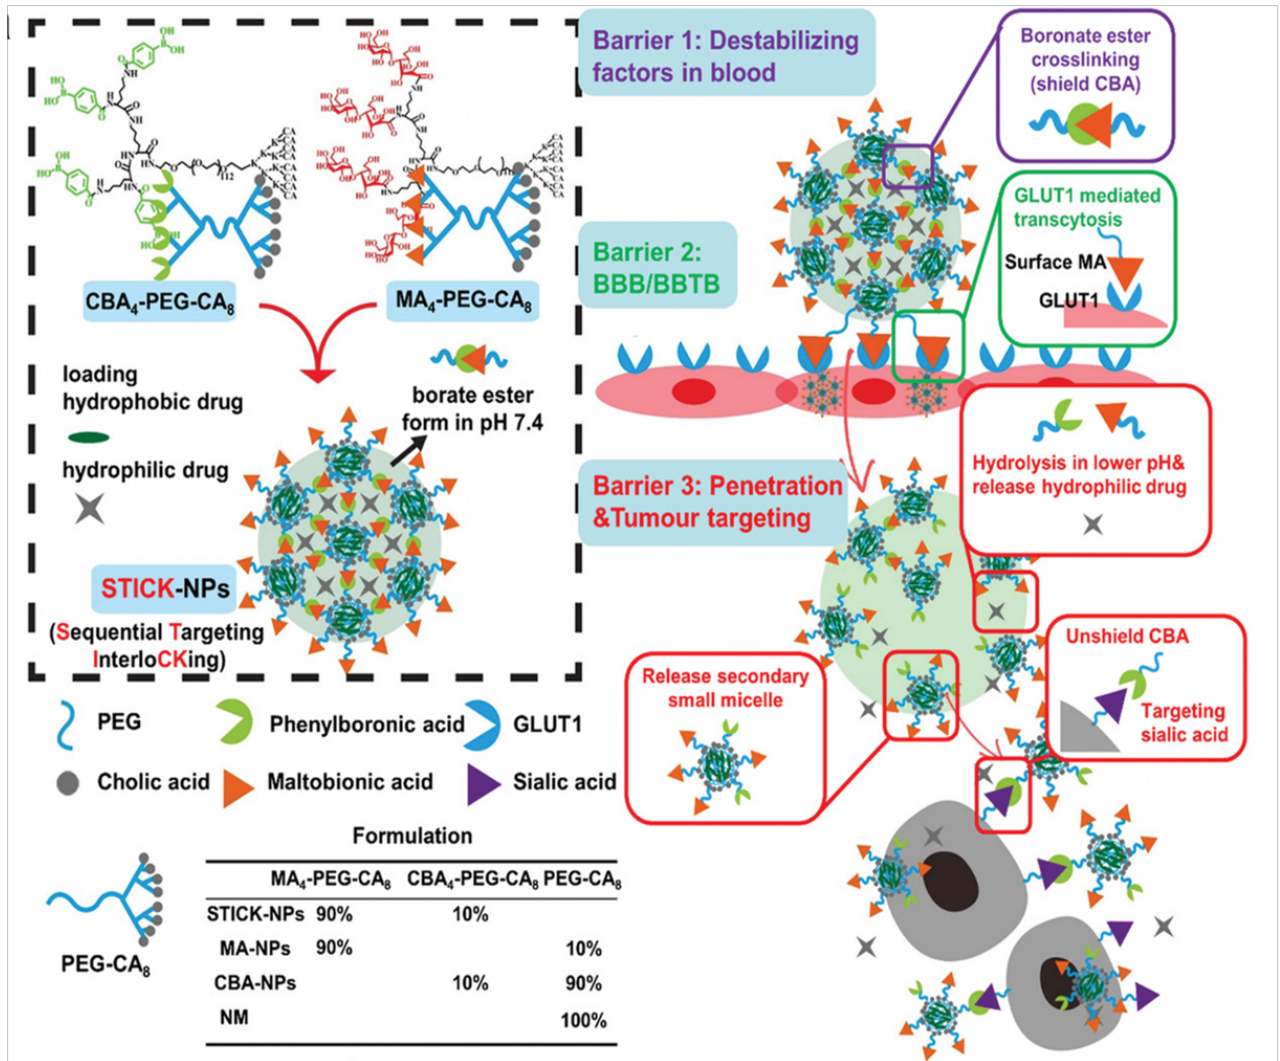 CBA4-PEG-CA8
MA4-PEG-CA8
loading
hydrophobic drug
hydrophilic drug
borate ester
form in pH 7.4
STICK-NPs
(Sequential Targeting
InterloCKing)
PEG
Phenylboronic acid
GLUT1
Cholic acid
Maltobionic acid
Sialic acid
PEG-CA8
Formulation
MA4-PEG-CA8 CBA4-PEG-CA8 PEG-CA8
STICK-NPs 90% 10%
MA-NPs 90% 10%
CBA-NPs 10% 90%
NM 100%
Barrier 1: Destabilizing
factors in blood
Boronate ester
crosslinking
(shield CBA)
Barrier 2:
BBB/BBTB
GLUT1 mediated
transcytosis
Surface MA
GLUT1
Barrier 3: Penetration
&Tumour targeting
Hydrolysis in lower pH&
release hydrophilic drug
Release secondary
small micelle
Unshield CBA
Targeting
sialic acid